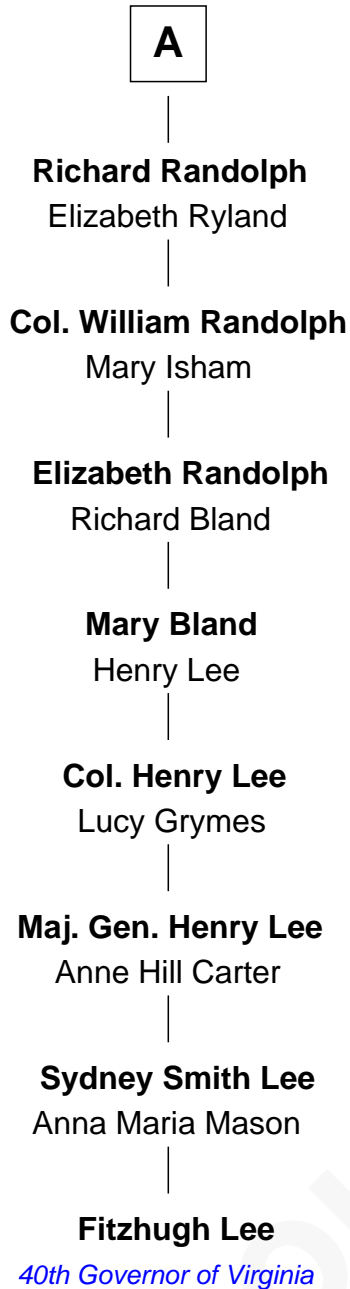 A
Richard Randolph
Elizabeth Ryland
Col. William Randolph
Mary Isham
Elizabeth Randolph
Richard Bland
Mary Bland
Henry Lee
Col. Henry Lee
Lucy Grymes
Maj. Gen. Henry Lee
Anne Hill Carter
Sydney Smith Lee
Anna Maria Mason
Fitzhugh Lee
40th Governor of Virginia